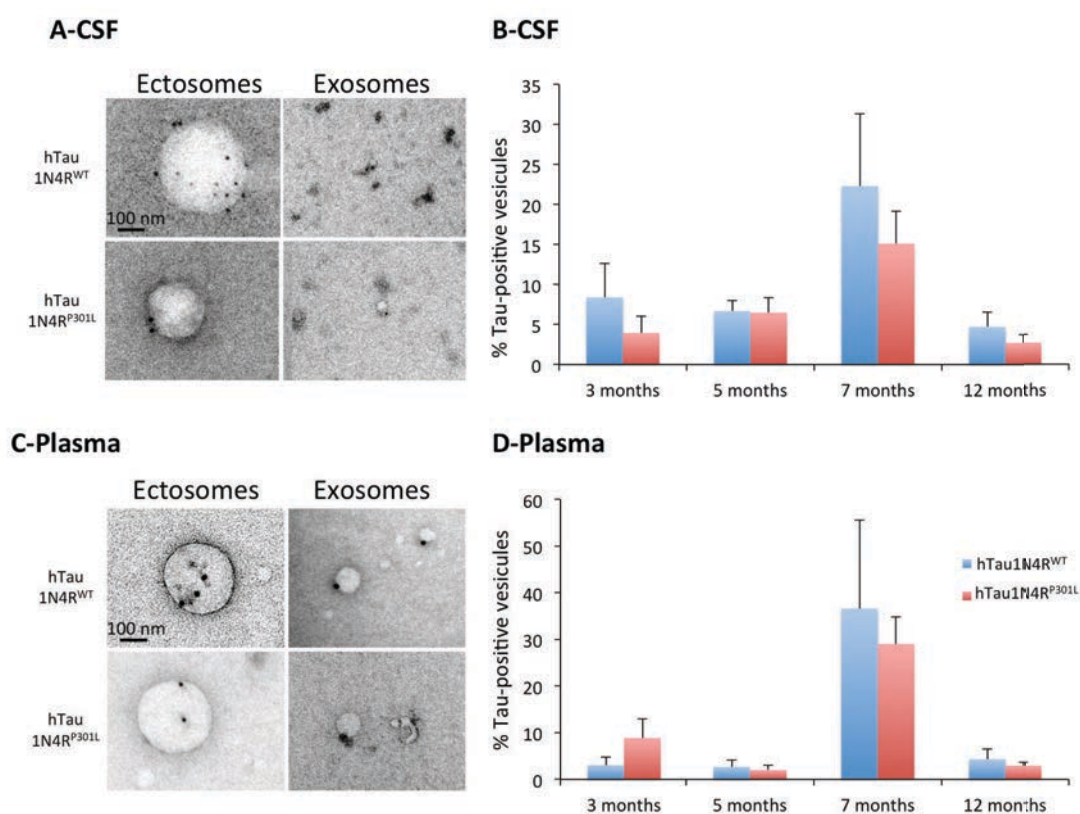 A-CSF
Ectosomes Exosomes
hTau
1N4R^WT
100 nm
hTau
1N4R^P301L
B-CSF
% Tau-positive vesicules
35
30
25
20
15
10
5
0
3 months 5 months 7 months 12 months
C-Plasma
Ectosomes Exosomes
hTau
1N4R^WT
100 nm
hTau
1N4R^P301L
D-Plasma
% Tau-positive vesicules
60
50
40
30
20
10
0
3 months 5 months 7 months 12 months
hTau1N4R^WT
hTau1N4R^P301L